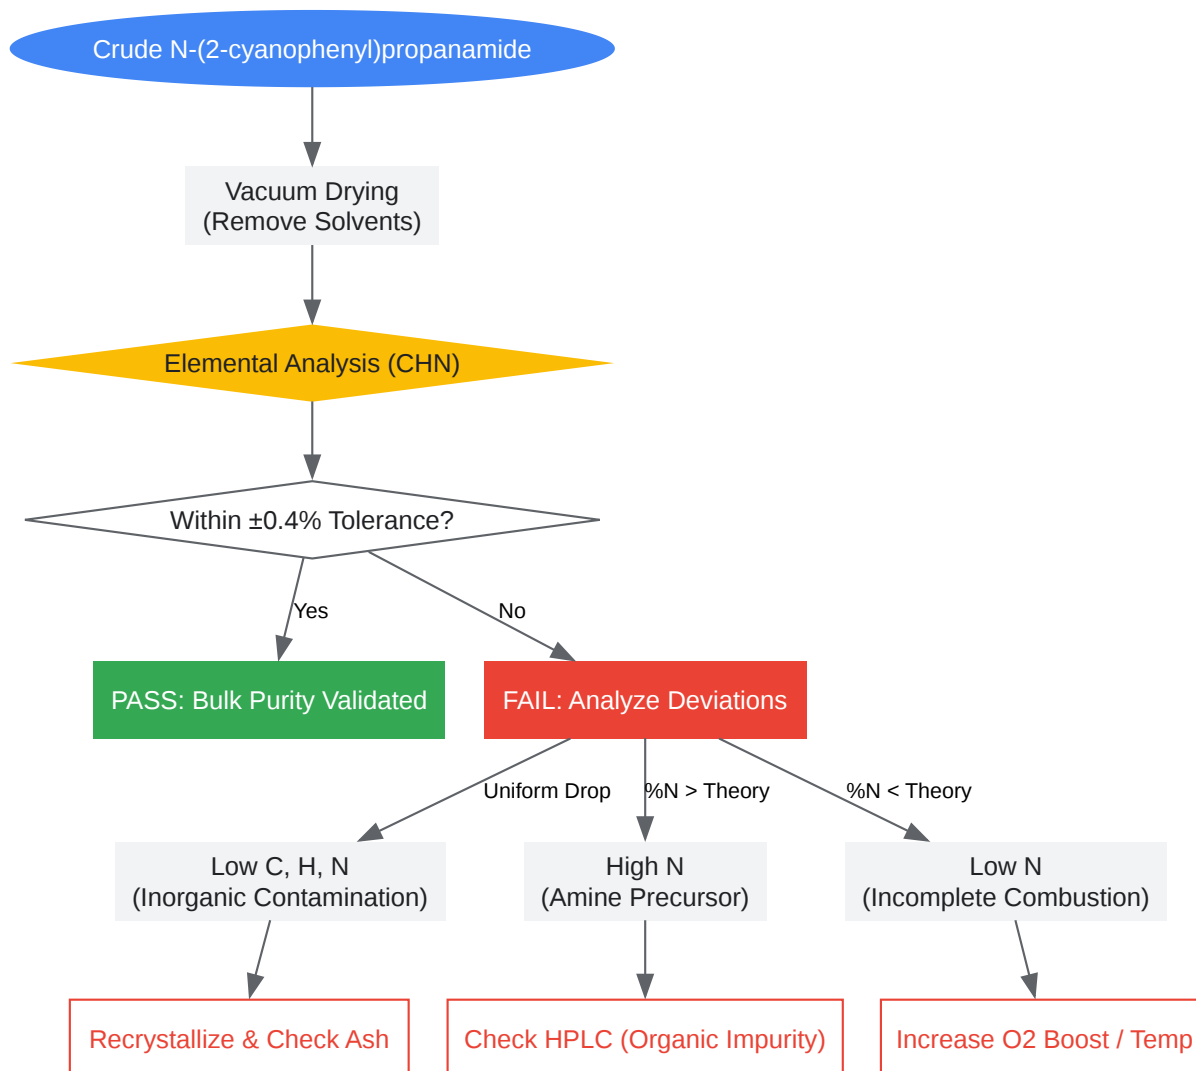 Crude N-(2-cyanophenyl)propanamide
Vacuum Drying
(Remove Solvents)
Elemental Analysis (CHN)
Within ±0.4% Tolerance?
Yes
No
PASS: Bulk Purity Validated
FAIL: Analyze Deviations
Uniform Drop
%N > Theory
%N < Theory
Low C, H, N
(Inorganic Contamination)
High N
(Amine Precursor)
Low N
(Incomplete Combustion)
Recrystallize & Check Ash
Check HPLC (Organic Impurity)
Increase O2 Boost / Temp